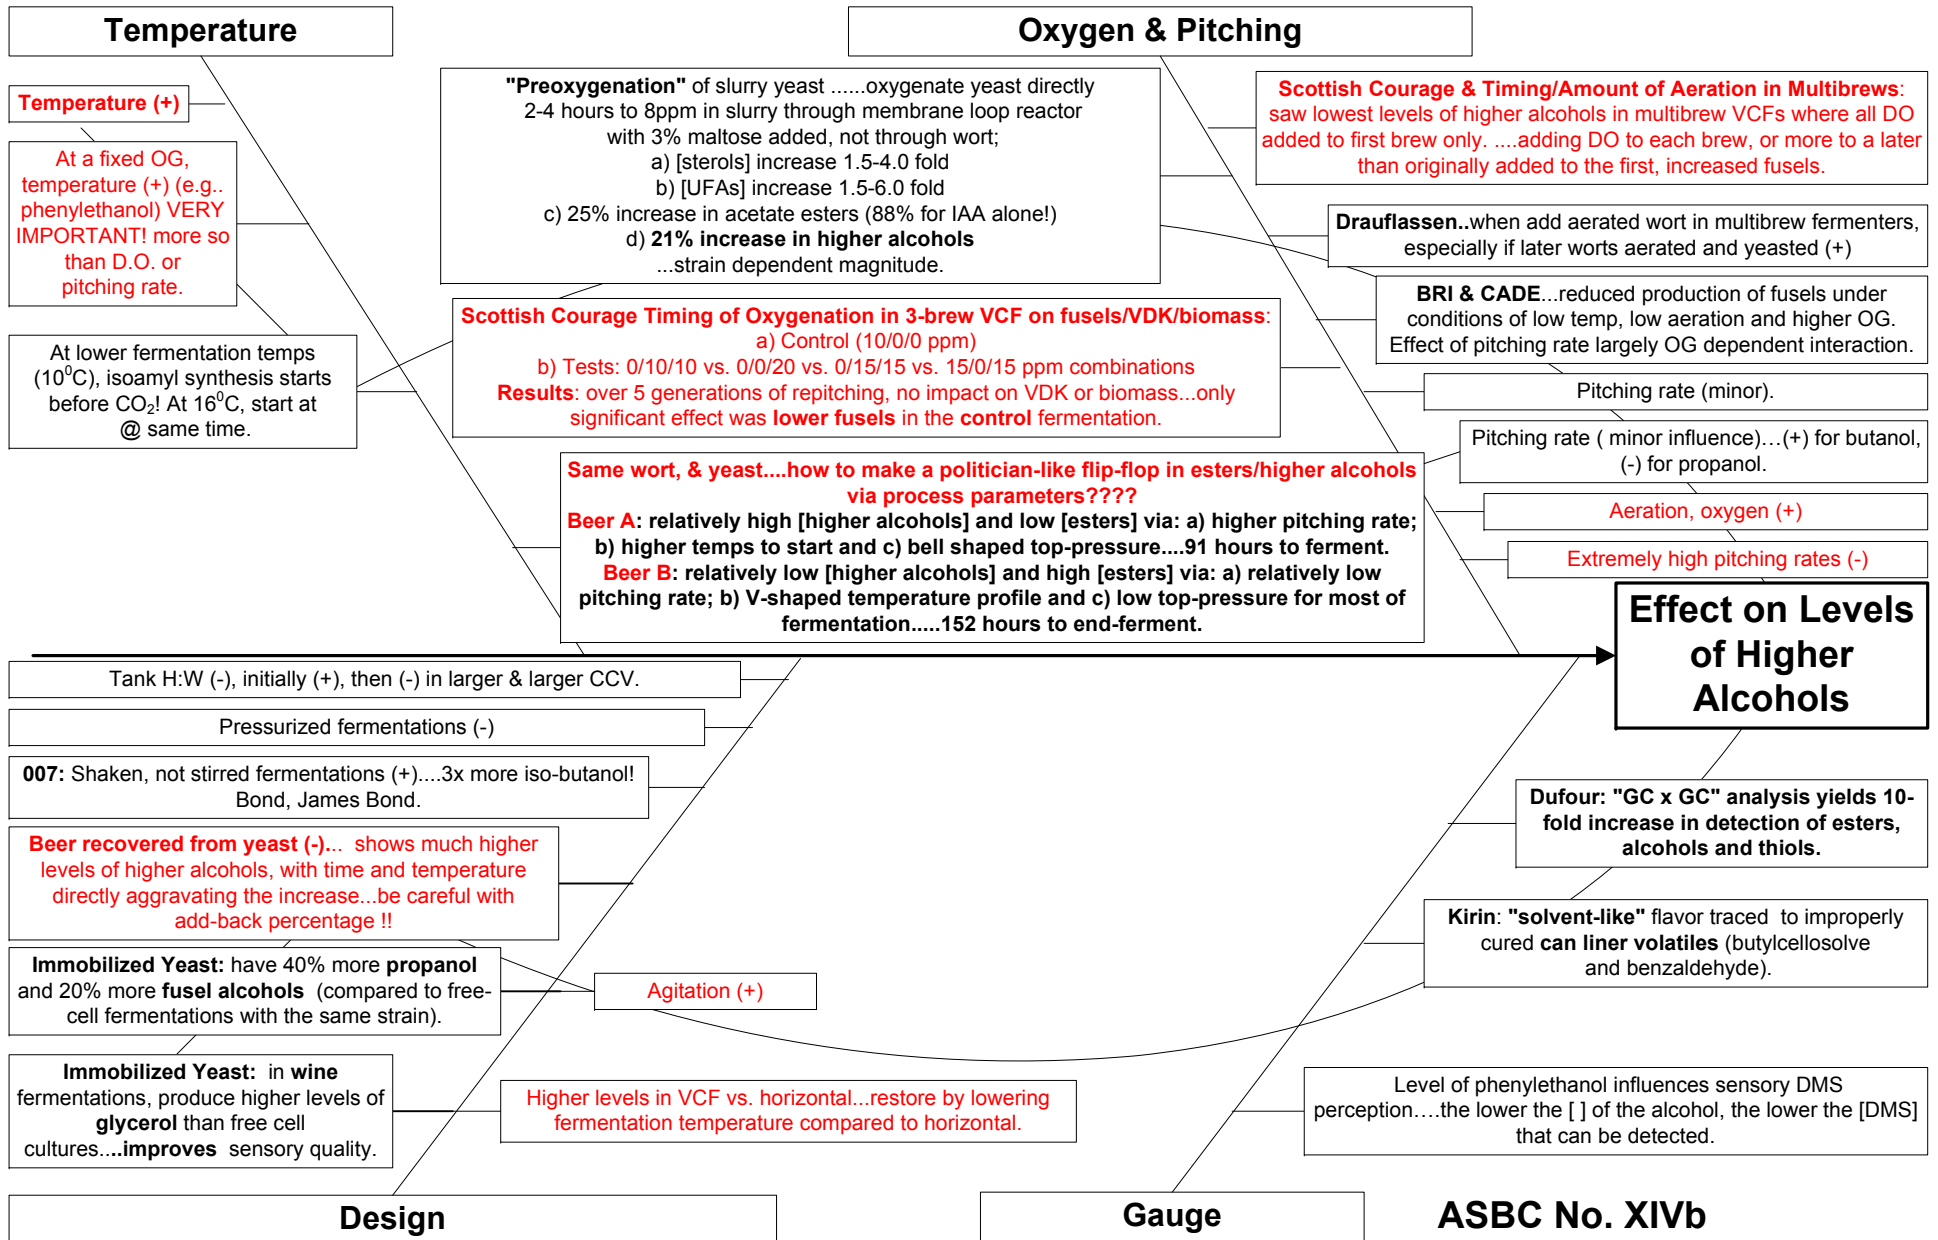 Temperature
Oxygen & Pitching
Temperature (+)
At a fixed OG,
temperature (+) (e.g..
phenylethanol) VERY
IMPORTANT! more so
than D.O. or
pitching rate.
At lower fermentation temps
(10⁰C), isoamyl synthesis starts
before CO₂! At 16⁰C, start at
@ same time.
"Preoxygenation" of slurry yeast ......oxygenate yeast directly
2-4 hours to 8ppm in slurry through membrane loop reactor
with 3% maltose added, not through wort;
a) [sterols] increase 1.5-4.0 fold
b) [UFAs] increase 1.5-6.0 fold
c) 25% increase in acetate esters (88% for IAA alone!)
d) 21% increase in higher alcohols
...strain dependent magnitude.
Scottish Courage Timing of Oxygenation in 3-brew VCF on fusels/VDK/biomass:
a) Control (10/0/0 ppm)
b) Tests: 0/10/10 vs. 0/0/20 vs. 0/15/15 vs. 15/0/15 ppm combinations
Results: over 5 generations of repitching, no impact on VDK or biomass...only
significant effect was lower fusels in the control fermentation.
Same wort, & yeast....how to make a politician-like flip-flop in esters/higher alcohols
via process parameters????
Beer A: relatively high [higher alcohols] and low [esters] via: a) higher pitching rate;
b) higher temps to start and c) bell shaped top-pressure....91 hours to ferment.
Beer B: relatively low [higher alcohols] and high [esters] via: a) relatively low
pitching rate; b) V-shaped temperature profile and c) low top-pressure for most of
fermentation.....152 hours to end-ferment.
Scottish Courage & Timing/Amount of Aeration in Multibrews:
saw lowest levels of higher alcohols in multibrew VCFs where all DO
added to first brew only. ....adding DO to each brew, or more to a later
than originally added to the first, increased fusels.
Drauflassen..when add aerated wort in multibrew fermenters,
especially if later worts aerated and yeasted (+)
BRI & CADE...reduced production of fusels under
conditions of low temp, low aeration and higher OG.
Effect of pitching rate largely OG dependent interaction.
Pitching rate (minor).
Pitching rate ( minor influence)…(+) for butanol,
(-) for propanol.
Aeration, oxygen (+)
Extremely high pitching rates (-)
Effect on Levels
of Higher
Alcohols
Tank H:W (-), initially (+), then (-) in larger & larger CCV.
Pressurized fermentations (-)
007: Shaken, not stirred fermentations (+)....3x more iso-butanol!
Bond, James Bond.
Beer recovered from yeast (-)... shows much higher
levels of higher alcohols, with time and temperature
directly aggravating the increase...be careful with
add-back percentage !!
Immobilized Yeast: have 40% more propanol
and 20% more fusel alcohols (compared to free-
cell fermentations with the same strain).
Agitation (+)
Immobilized Yeast: in wine
fermentations, produce higher levels of
glycerol than free cell
cultures....improves sensory quality.
Higher levels in VCF vs. horizontal...restore by lowering
fermentation temperature compared to horizontal.
Dufour: "GC x GC" analysis yields 10-
fold increase in detection of esters,
alcohols and thiols.
Kirin: "solvent-like" flavor traced to improperly
cured can liner volatiles (butylcellosolve
and benzaldehyde).
Level of phenylethanol influences sensory DMS
perception….the lower the [ ] of the alcohol, the lower the [DMS]
that can be detected.
Design
Gauge
ASBC No. XIVb